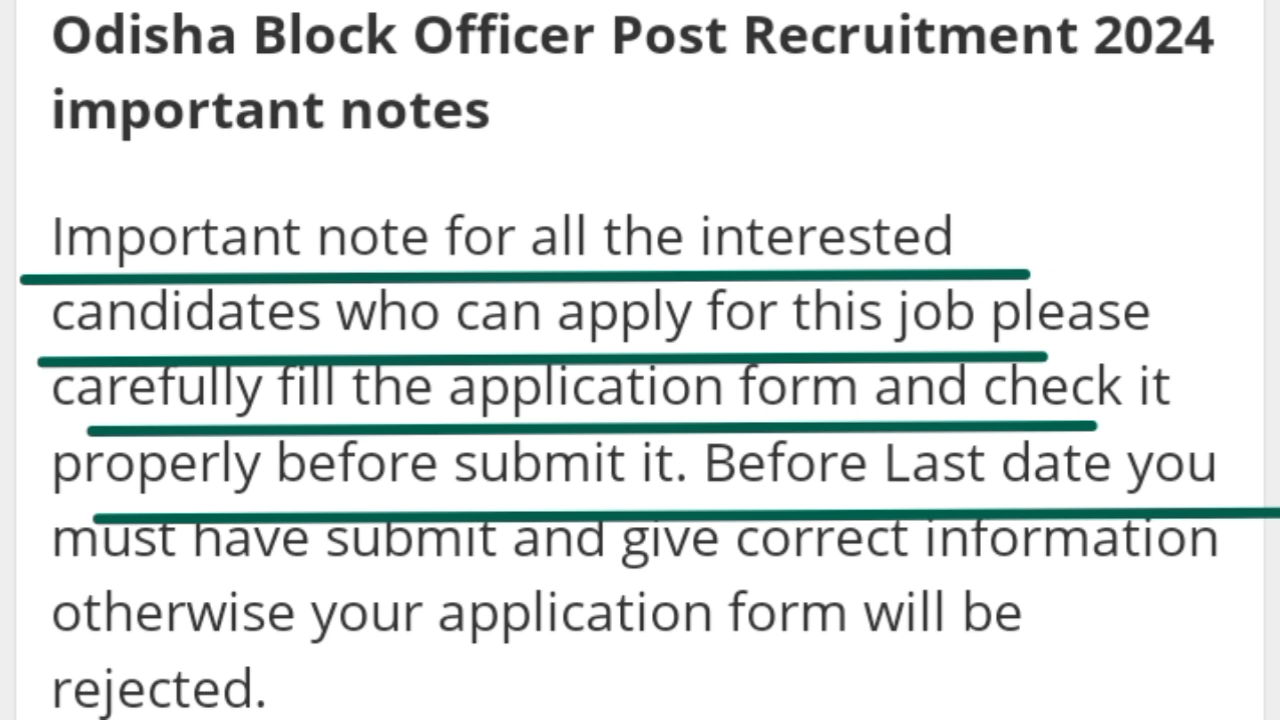 Odisha Block Officer Post Recruitment 2024
important notes
Important note for all the interested
candidates who can apply for this job please
carefully fill the application form and check it
properly before submit it. Before Last date you
must have submit and give correct information
otherwise your application form will be
rejected.